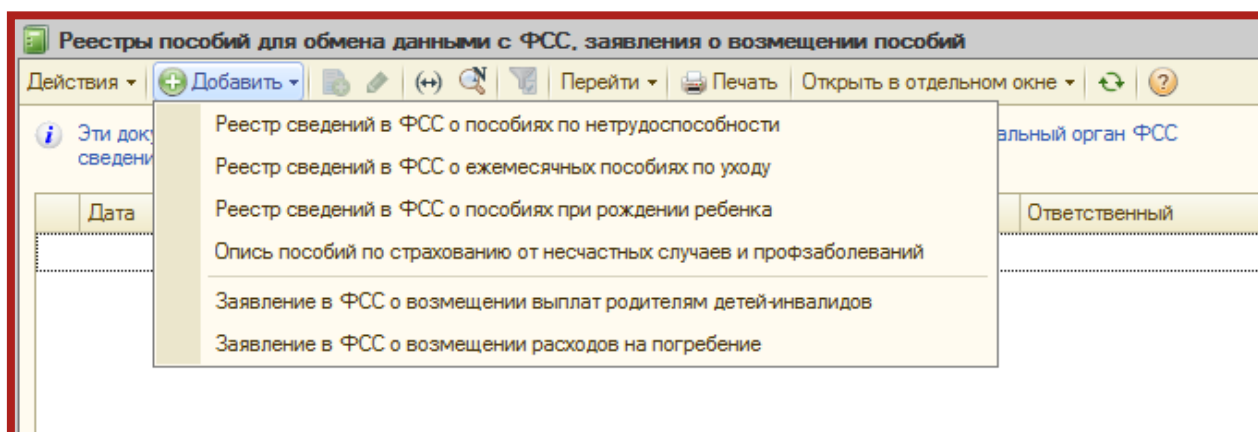 Реестры пособий для обмена данными с ФСС, заявления о возмещении пособий
Действия Добавить (↔) N Перейти Печать Открыть в отдельном окне ?
i Эти альный орган ФСС
Реестр сведений в ФСС о пособиях по нетрудоспособности
Реестр сведений в ФСС о ежемесячных пособиях по уходу
Дата Реестр сведений в ФСС о пособиях при рождении ребенка Ответственный
Опись пособий по страхованию от несчастных случаев и профзаболеваний
Заявление в ФСС о возмещении выплат родителям детей-инвалидов
Заявление в ФСС о возмещении расходов на погребение